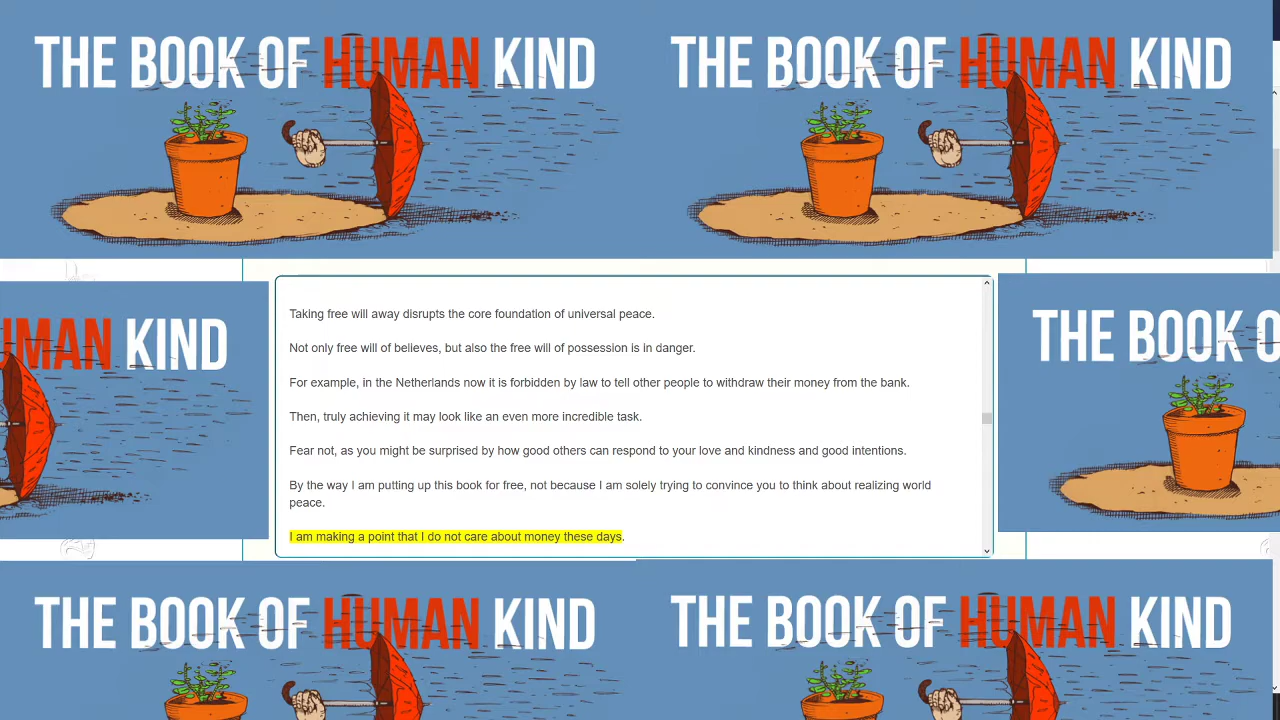 THE BOOK OF HUMAN KIND
THE BOOK OF HUMAN KIND
MAN KIND
THE BOOK O
Taking free will away disrupts the core foundation of universal peace.
Not only free will of believes, but also the free will of possession is in danger.
For example, in the Netherlands now it is forbidden by law to tell other people to withdraw their money from the bank.
Then, truly achieving it may look like an even more incredible task.
Fear not, as you might be surprised by how good others can respond to your love and kindness and good intentions.
By the way I am putting up this book for free, not because I am solely trying to convince you to think about realizing world
peace.
I am making a point that I do not care about money these days.
THE BOOK OF HUMAN KIND
THE BOOK OF HUMAN KIND